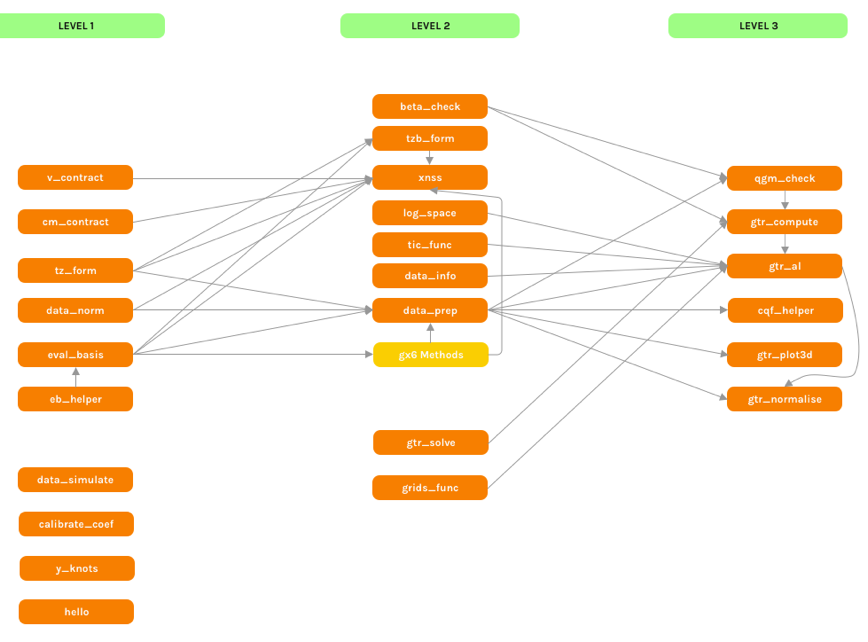 LEVEL 1
LEVEL 2
LEVEL 3
beta_check
tzb_form
v_contract
xnss
qgm_check
cm_contract
log_space
gtr_compute
tic_func
tz_form
data_info
gtr_al
data_norm
data_prep
cqf_helper
eval_basis
gx6 Methods
gtr_plot3d
eb_helper
gtr_normalise
gtr_solve
data_simulate
grids_func
calibrate_coef
y_knots
hello